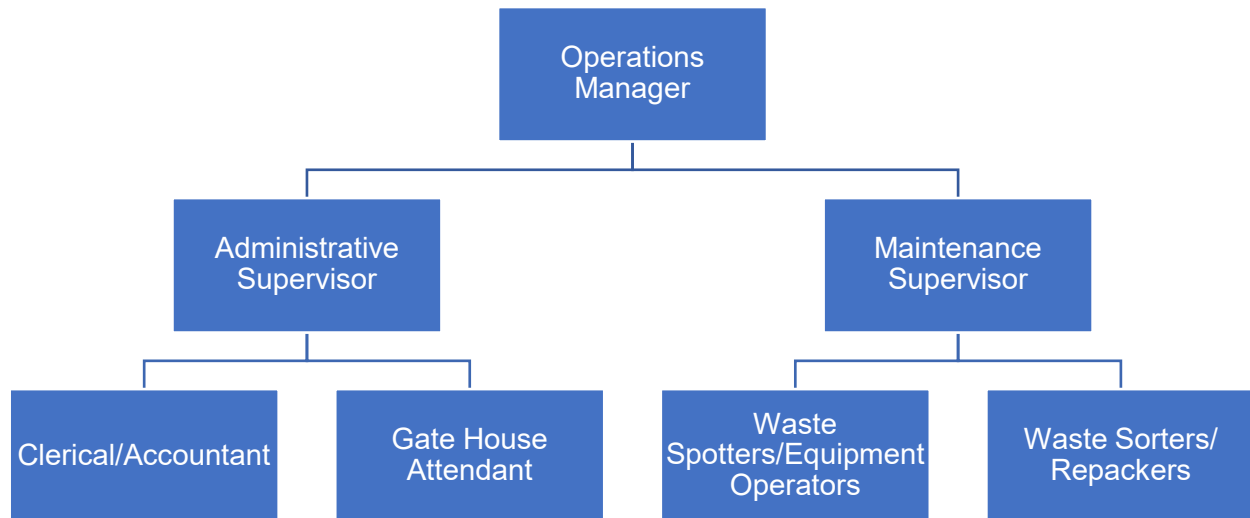 Operations
Manager
Administrative
Supervisor
Maintenance
Supervisor
Clerical/Accountant
Gate House
Attendant
Waste
Spotters/Equipment
Operators
Waste Sorters/
Repackers